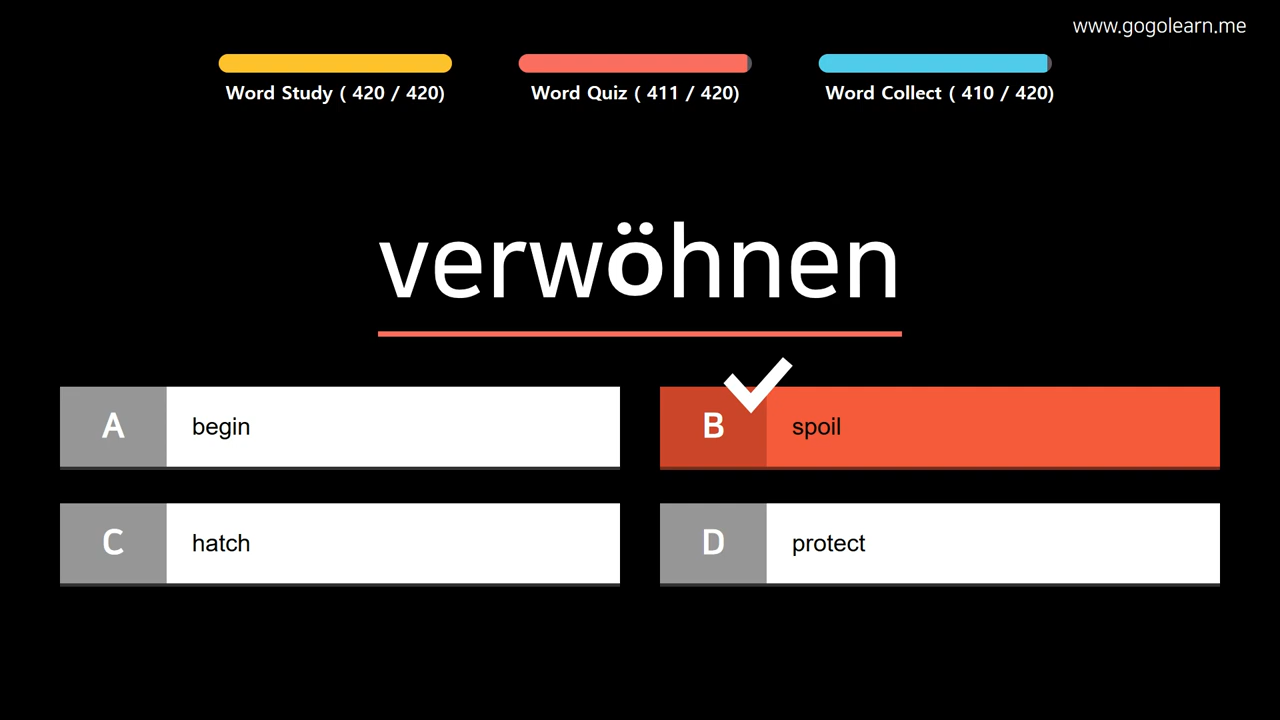 www.gogolearn.me
Word Study ( 420 / 420)
Word Quiz ( 411 / 420)
Word Collect ( 410 / 420)
verwöhnen
A begin
B spoil
C hatch
D protect